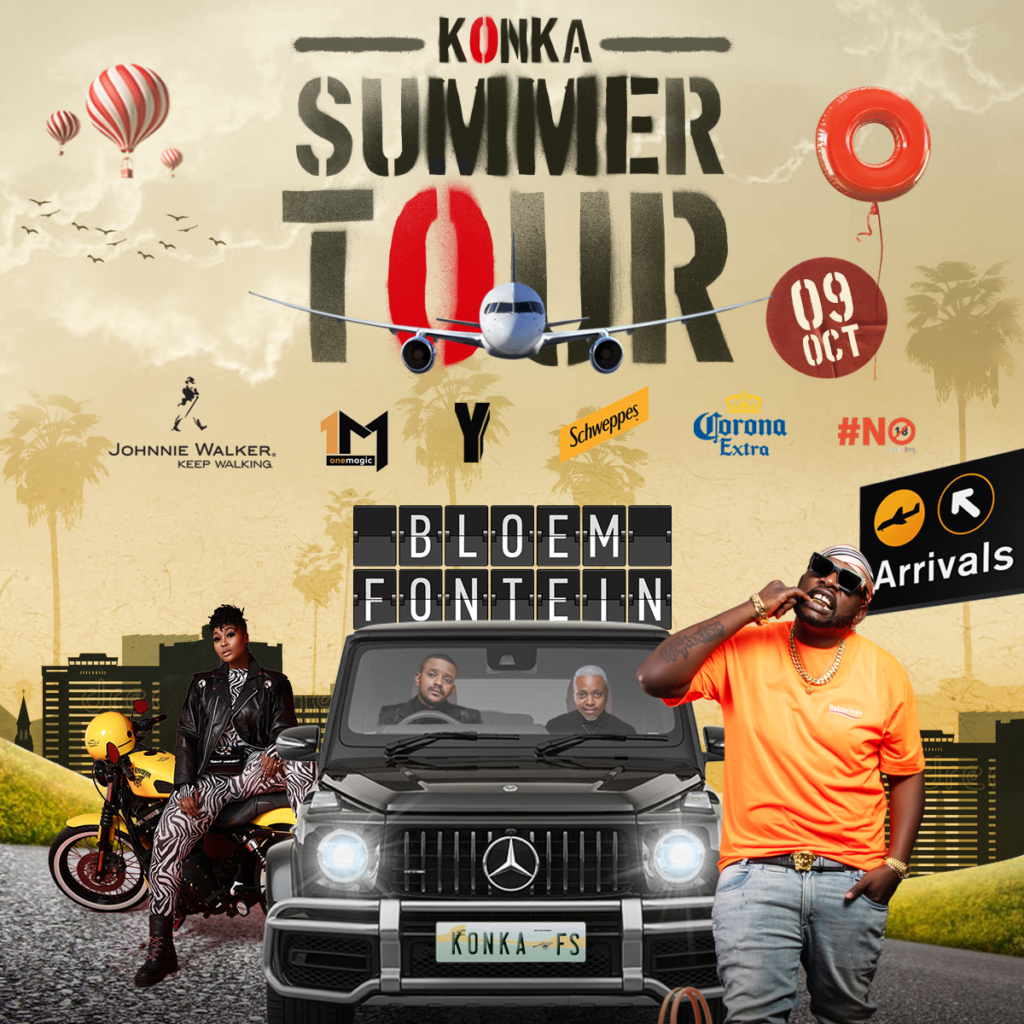 KONKA
SUMMER
TOUR
09
OCT
JOHNNIE WALKER®
KEEP WALKING.
1M
onemagic
Y
Schweppes
Corona
Extra
#NO
18
BLOEM
FONTEIN
Arrivals
KONKA FS